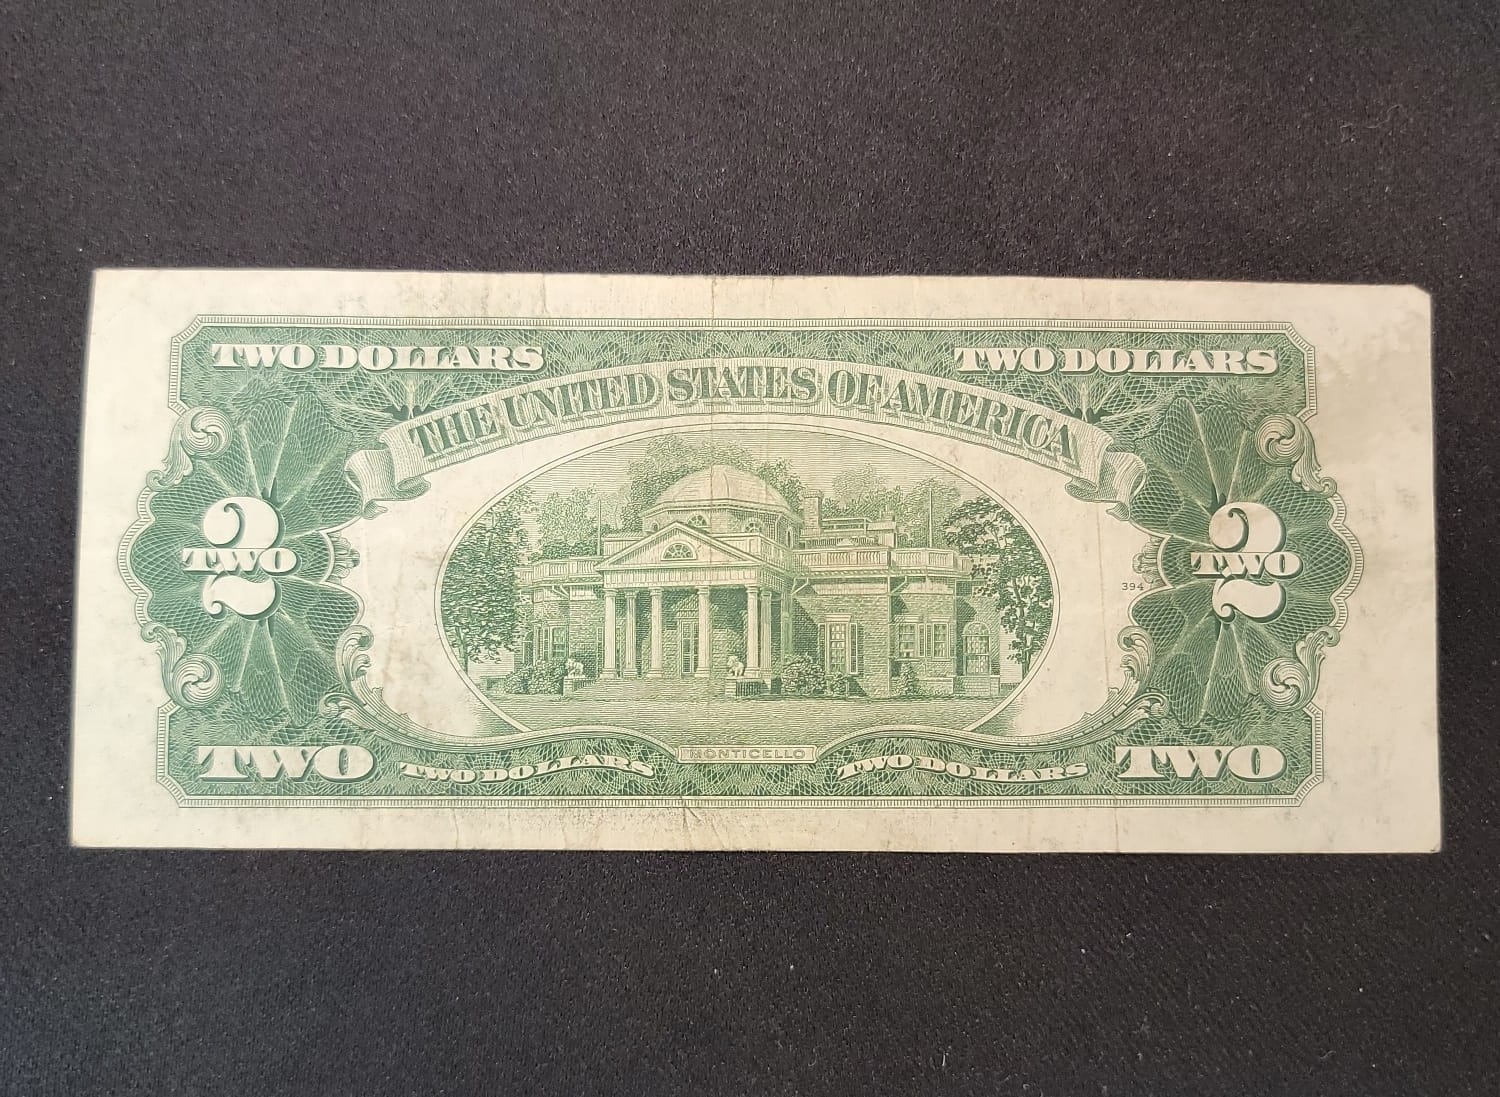 TWO DOLLARS TWO DOLLARS
THE UNITED STATES OF AMERICA
2 TWO 2 TWO
394
MONTICELLO
TWO TWO DOLLARS TWO DOLLARS TWO